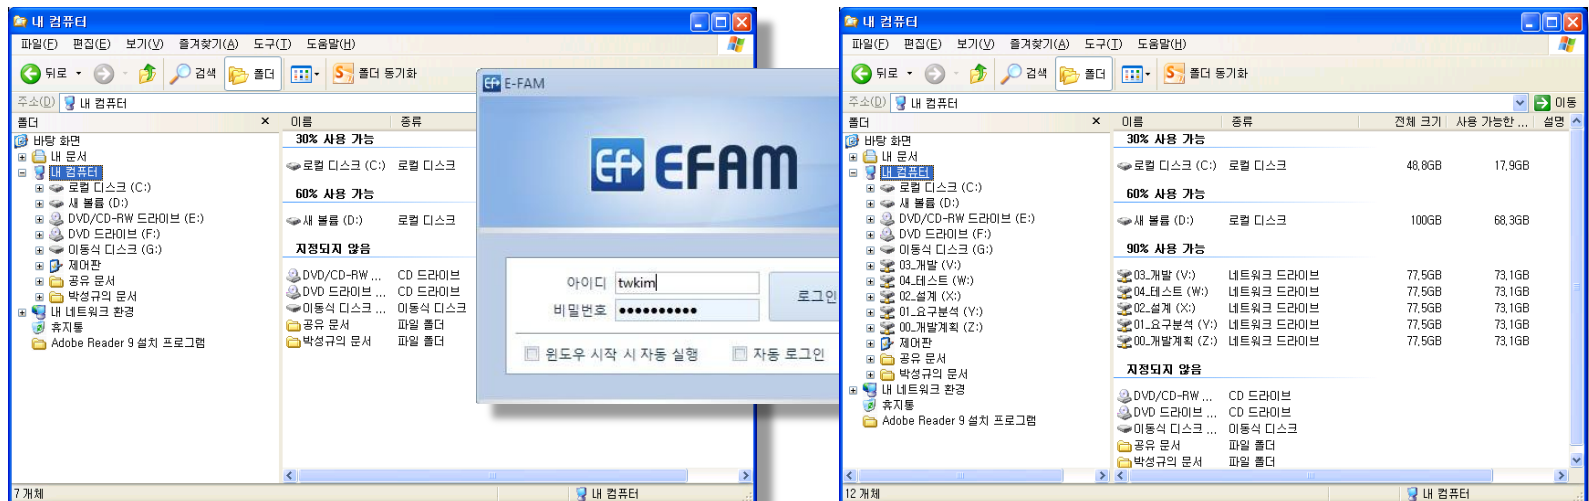 내 컴퓨터
파일(F) 편집(E) 보기(V) 즐겨찾기(A) 도구(T) 도움말(H)
뒤로 검색 폴더 폴더 동기화
주소(D) 내 컴퓨터
폴더 × 이름 종류
바탕 화면
내 문서
내 컴퓨터
로컬 디스크 (C:)
새 볼륨 (D:)
DVD/CD-RW 드라이브 (E:)
DVD 드라이브 (F:)
이동식 디스크 (G:)
제어판
공유 문서
박성규의 문서
내 네트워크 환경
휴지통
Adobe Reader 9 설치 프로그램
30% 사용 가능
로컬 디스크 (C:) 로컬 디스크
60% 사용 가능
새 볼륨 (D:) 로컬 디스크
지정되지 않음
DVD/CD-RW ... CD 드라이브
DVD 드라이브 ... CD 드라이브
이동식 디스크 ... 이동식 디스크
공유 문서 파일 폴더
박성규의 문서 파일 폴더
7 개체 내 컴퓨터
E-FAM
EF EFAM
아이디 twkim
비밀번호 ●●●●●●●●●●
로그인
윈도우 시작 시 자동 실행 자동 로그인
내 컴퓨터
파일(F) 편집(E) 보기(V) 즐겨찾기(A) 도구(T) 도움말(H)
뒤로 검색 폴더 폴더 동기화
주소(D) 내 컴퓨터 이동
폴더 × 이름 종류 전체 크기 사용 가능한 ... 설명
바탕 화면
내 문서
내 컴퓨터
로컬 디스크 (C:)
새 볼륨 (D:)
DVD/CD-RW 드라이브 (E:)
DVD 드라이브 (F:)
이동식 디스크 (G:)
03_개발 (V:)
04_테스트 (W:)
02_설계 (X:)
01_요구분석 (Y:)
00_개발계획 (Z:)
제어판
공유 문서
박성규의 문서
내 네트워크 환경
휴지통
Adobe Reader 9 설치 프로그램
30% 사용 가능
로컬 디스크 (C:) 로컬 디스크 48,8GB 17,9GB
60% 사용 가능
새 볼륨 (D:) 로컬 디스크 100GB 68,3GB
90% 사용 가능
03_개발 (V:) 네트워크 드라이브 77,5GB 73,1GB
04_테스트 (W:) 네트워크 드라이브 77,5GB 73,1GB
02_설계 (X:) 네트워크 드라이브 77,5GB 73,1GB
01_요구분석 (Y:) 네트워크 드라이브 77,5GB 73,1GB
00_개발계획 (Z:) 네트워크 드라이브 77,5GB 73,1GB
지정되지 않음
DVD/CD-RW ... CD 드라이브
DVD 드라이브 ... CD 드라이브
이동식 디스크 ... 이동식 디스크
공유 문서 파일 폴더
박성규의 문서 파일 폴더
12 개체 내 컴퓨터